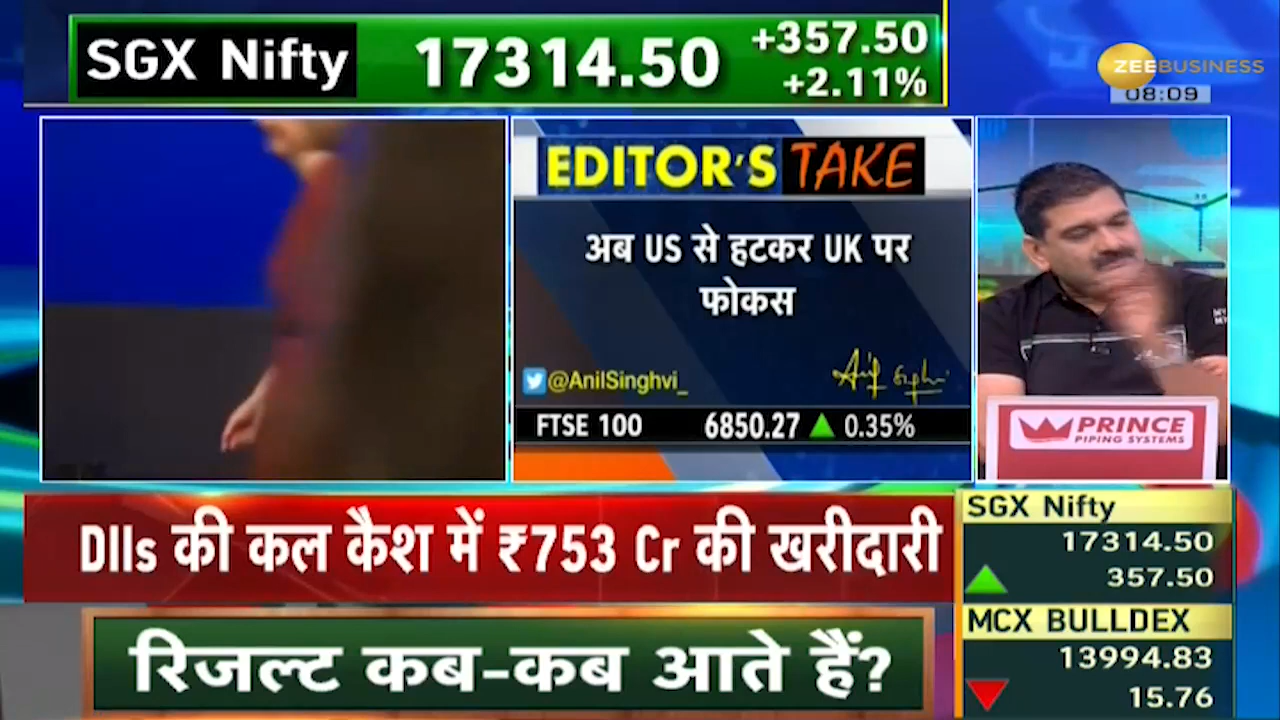 SGX Nifty 17314.50 +357.50
+2.11%
ZEEBUSINESS
08:09
EDITOR'S TAKE
अब US से हटकर UK पर
फोकस
@AnilSinghvi_
FTSE 100 6850.27 0.35%
PRINCE
PIPING SYSTEMS
DIIs की कल कैश में ₹753 Cr की खरीदारी
रिजल्ट कब-कब आते हैं?
SGX Nifty
17314.50
357.50
MCX BULLDEX
13994.83
15.76